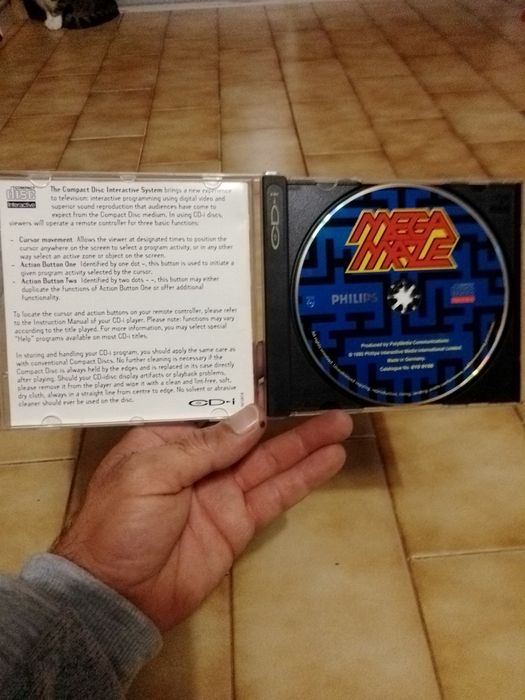 COMPACT
disc
Interactive
The Compact Disc Interactive System brings a new experience
to television: interactive programming using digital video and
superior sound reproduction that audiences have come to
expect from the Compact Disc medium. In using CD-i discs,
viewers will operate a remote controller for three basic functions:
- Cursor movement. Allows the viewer at designated times to position the
cursor anywhere on the screen to select a program activity, or in any other
way select an active zone or object on the screen.
- Action Button One. Identified by one dot -, this button is used to initiate a
given program activity selected by the cursor.
- Action Button Two. Identified by two dots - -, this button may either
duplicate the functions of Action Button One or offer additional
functionality.
To locate the cursor and action buttons on your remote controller, please refer
to the Instruction Manual of your CD-i player. Please note: functions may vary
according to the title played. For more information, you may select special
"Help" programs available on most CD-i titles.
In storing and handling your CD-i program, you should apply the same care as
with conventional Compact Discs. No further cleaning is necessary if the
Compact Disc is always held by the edges and is replaced in its case directly
after playing. Should your CD-idisc display artifacts or playback problems,
please remove it from the player and wipe it with a clean and lint-free, soft,
dry cloth, always in a straight line from centre to edge. No solvent or abrasive
cleaner should ever be used on the disc.
CD-i
CD-i
MEGA
MAZE
PHILIPS
Produced by PolyMedia Communications
Philips Interactive Media International Limited
Made in Germany.
Catalogue No.